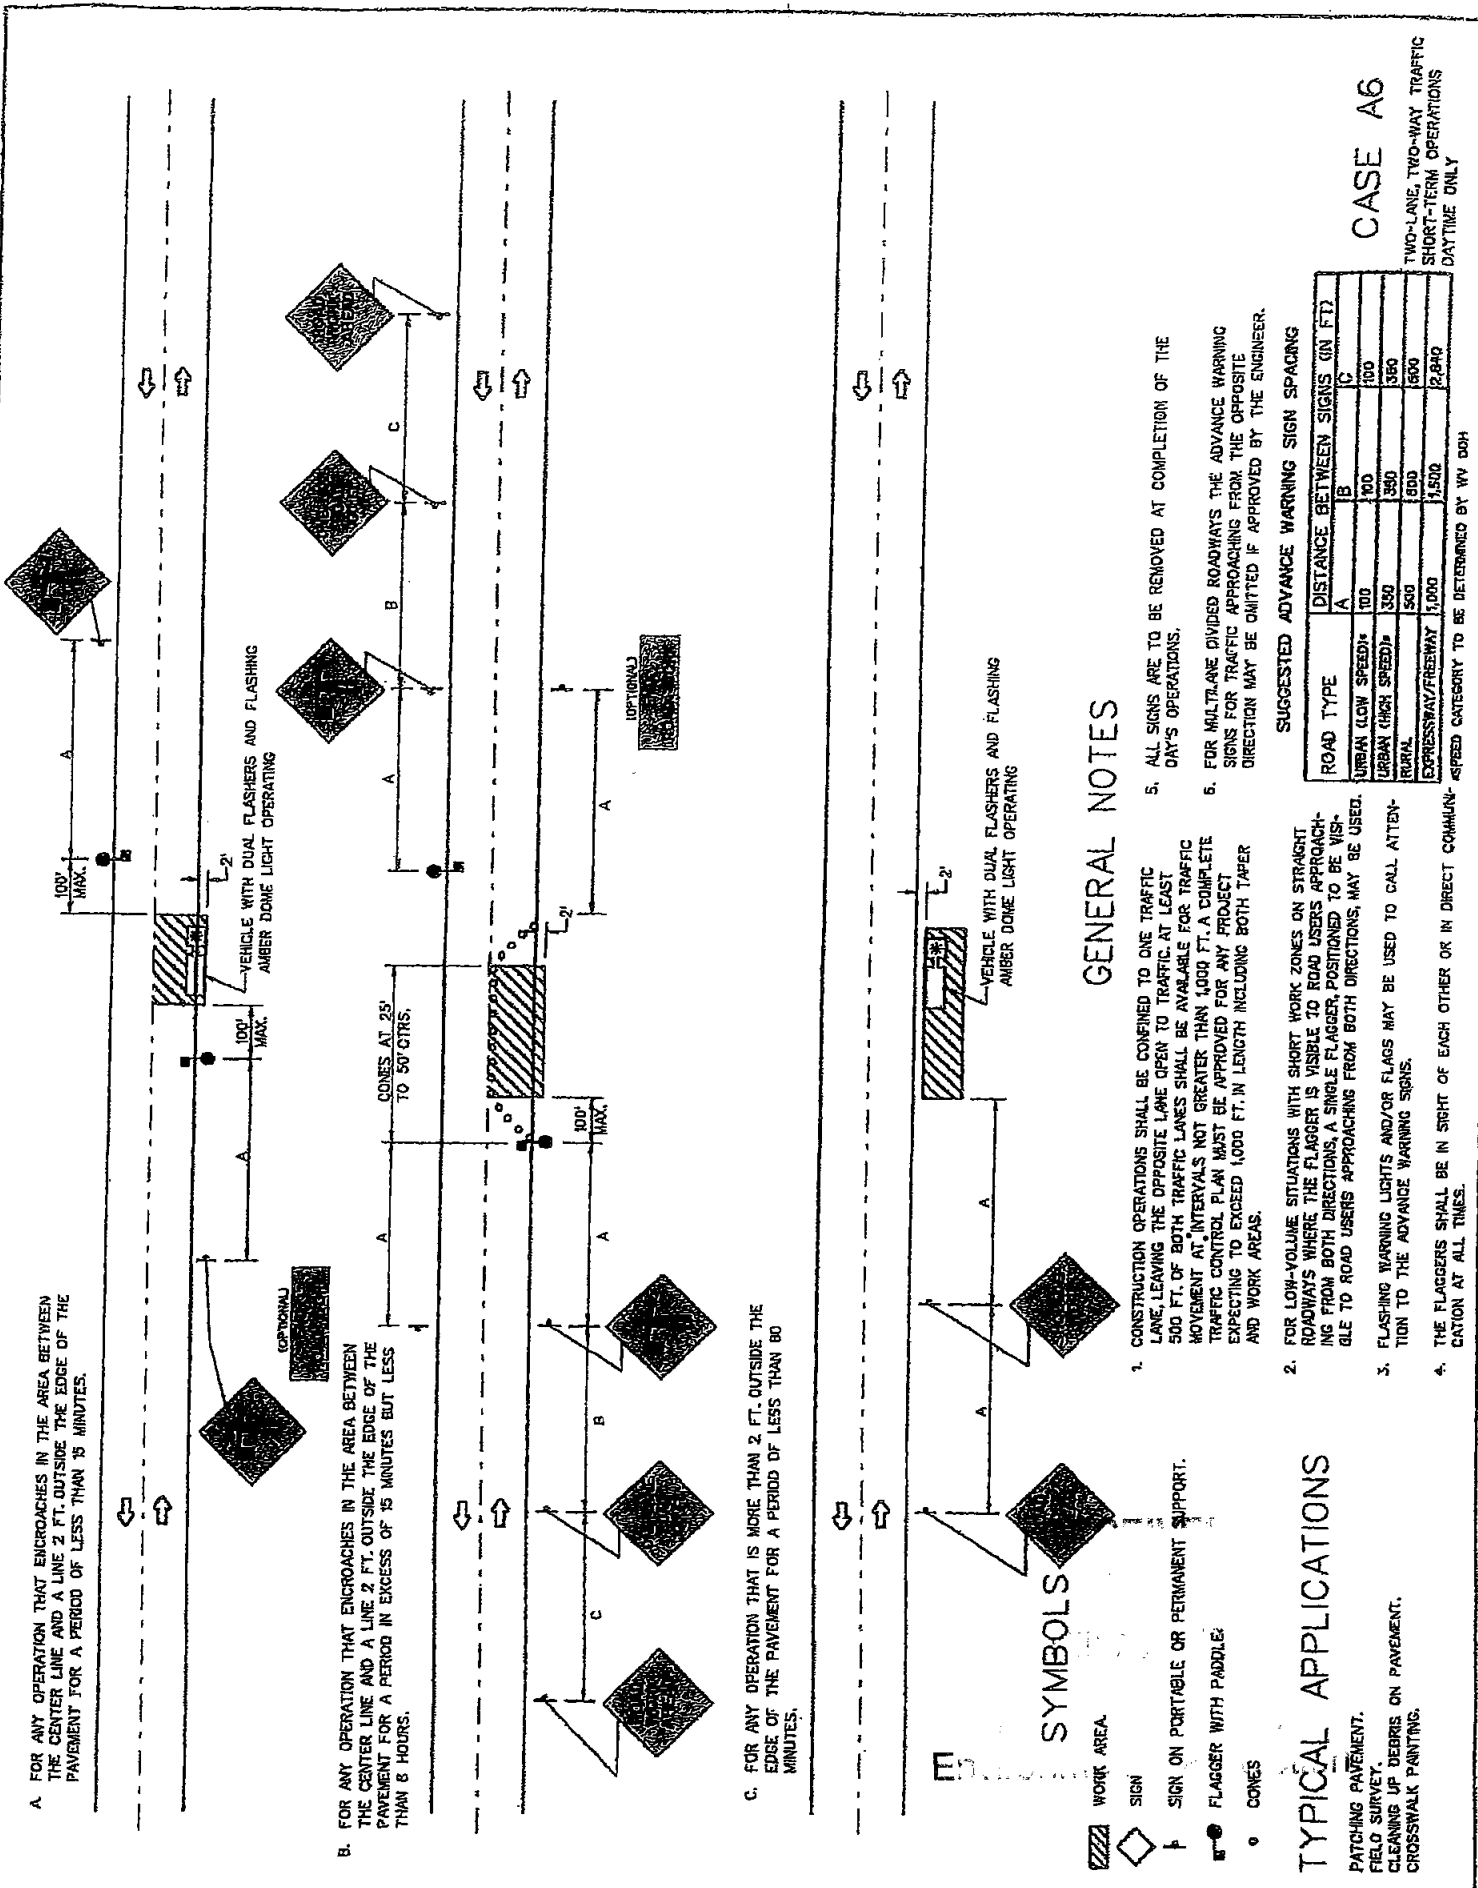 A. FOR ANY OPERATION THAT ENCROACHES IN THE AREA BETWEEN
THE CENTER LINE AND A LINE 2 FT. OUTSIDE THE EDGE OF THE
PAVEMENT FOR A PERIOD OF LESS THAN 15 MINUTES.
(OPTIONAL)
A
100'
MAX.
100'
MAX.
A
2'
VEHICLE WITH DUAL FLASHERS AND FLASHING
AMBER DOME LIGHT OPERATING
B. FOR ANY OPERATION THAT ENCROACHES IN THE AREA BETWEEN
THE CENTER LINE AND A LINE 2 FT. OUTSIDE THE EDGE OF THE
PAVEMENT FOR A PERIOD IN EXCESS OF 15 MINUTES BUT LESS
THAN 8 HOURS.
ROAD
WORK
AHEAD
A
B
C
CONES AT 25'
TO 50' CTRS.
A
C
B
A
100'
MAX.
2'
A
(OPTIONAL)
ROAD
WORK
AHEAD
C. FOR ANY OPERATION THAT IS MORE THAN 2 FT. OUTSIDE THE
EDGE OF THE PAVEMENT FOR A PERIOD OF LESS THAN 60
MINUTES.
A
A
2'
VEHICLE WITH DUAL FLASHERS AND FLASHING
AMBER DOME LIGHT OPERATING
SYMBOLS
WORK AREA.
SIGN
SIGN ON PORTABLE OR PERMANENT SUPPORT.
FLAGGER WITH PADDLE.
CONES
TYPICAL APPLICATIONS
PATCHING PAVEMENT.
FIELD SURVEY.
CLEANING UP DEBRIS ON PAVEMENT.
CROSSWALK PAINTING.
GENERAL NOTES
1. CONSTRUCTION OPERATIONS SHALL BE CONFINED TO ONE TRAFFIC
LANE, LEAVING THE OPPOSITE LANE OPEN TO TRAFFIC. AT LEAST
500 FT. OF BOTH TRAFFIC LANES SHALL BE AVAILABLE FOR TRAFFIC
MOVEMENT AT INTERVALS NOT GREATER THAN 1,000 FT. A COMPLETE
TRAFFIC CONTROL PLAN MUST BE APPROVED FOR ANY PROJECT
EXPECTING TO EXCEED 1,000 FT. IN LENGTH INCLUDING BOTH TAPER
AND WORK AREAS.
2. FOR LOW-VOLUME SITUATIONS WITH SHORT WORK ZONES ON STRAIGHT
ROADWAYS WHERE THE FLAGGER IS VISIBLE TO ROAD USERS APPROACH-
ING FROM BOTH DIRECTIONS, A SINGLE FLAGGER, POSITIONED TO BE VISI-
BLE TO ROAD USERS APPROACHING FROM BOTH DIRECTIONS, MAY BE USED.
3. FLASHING WARNING LIGHTS AND/OR FLAGS MAY BE USED TO CALL ATTEN-
TION TO THE ADVANCE WARNING SIGNS.
4. THE FLAGGERS SHALL BE IN SIGHT OF EACH OTHER OR IN DIRECT COMMUNI-
CATION AT ALL TIMES.
5. ALL SIGNS ARE TO BE REMOVED AT COMPLETION OF THE
DAY'S OPERATIONS.
6. FOR MULTILANE DIVIDED ROADWAYS THE ADVANCE WARNING
SIGNS FOR TRAFFIC APPROACHING FROM THE OPPOSITE
DIRECTION MAY BE OMITTED IF APPROVED BY THE ENGINEER.
SUGGESTED ADVANCE WARNING SIGN SPACING
ROAD TYPE DISTANCE BETWEEN SIGNS (IN FT)
A B C
URBAN (LOW SPEED)* 100 100 100
URBAN (HIGH SPEED)* 350 350 350
RURAL 500 500 500
EXPRESSWAY/FREEWAY 1,000 1,500 2,640
*SPEED CATEGORY TO BE DETERMINED BY WV DOH
CASE A6
TWO-LANE, TWO-WAY TRAFFIC
SHORT-TERM OPERATIONS
DAYTIME ONLY